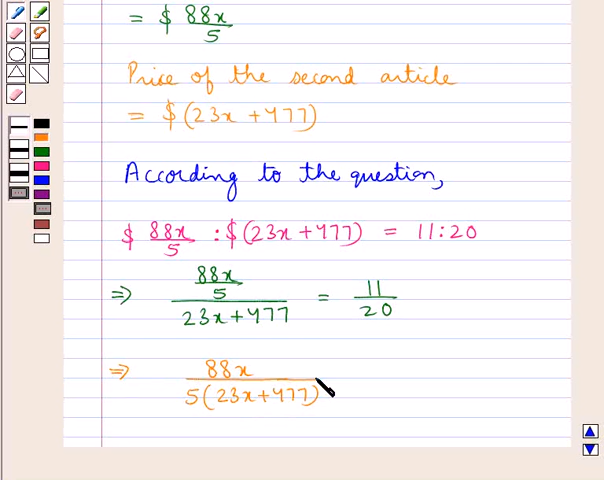 = $ 88x/5
Price of the second article
= $(23x+477)
According to the question,
$ 88x/5 : $(23x+477) = 11:20
⇒ (88x/5)/(23x+477) = 11/20
⇒ 88x/(5(23x+477))